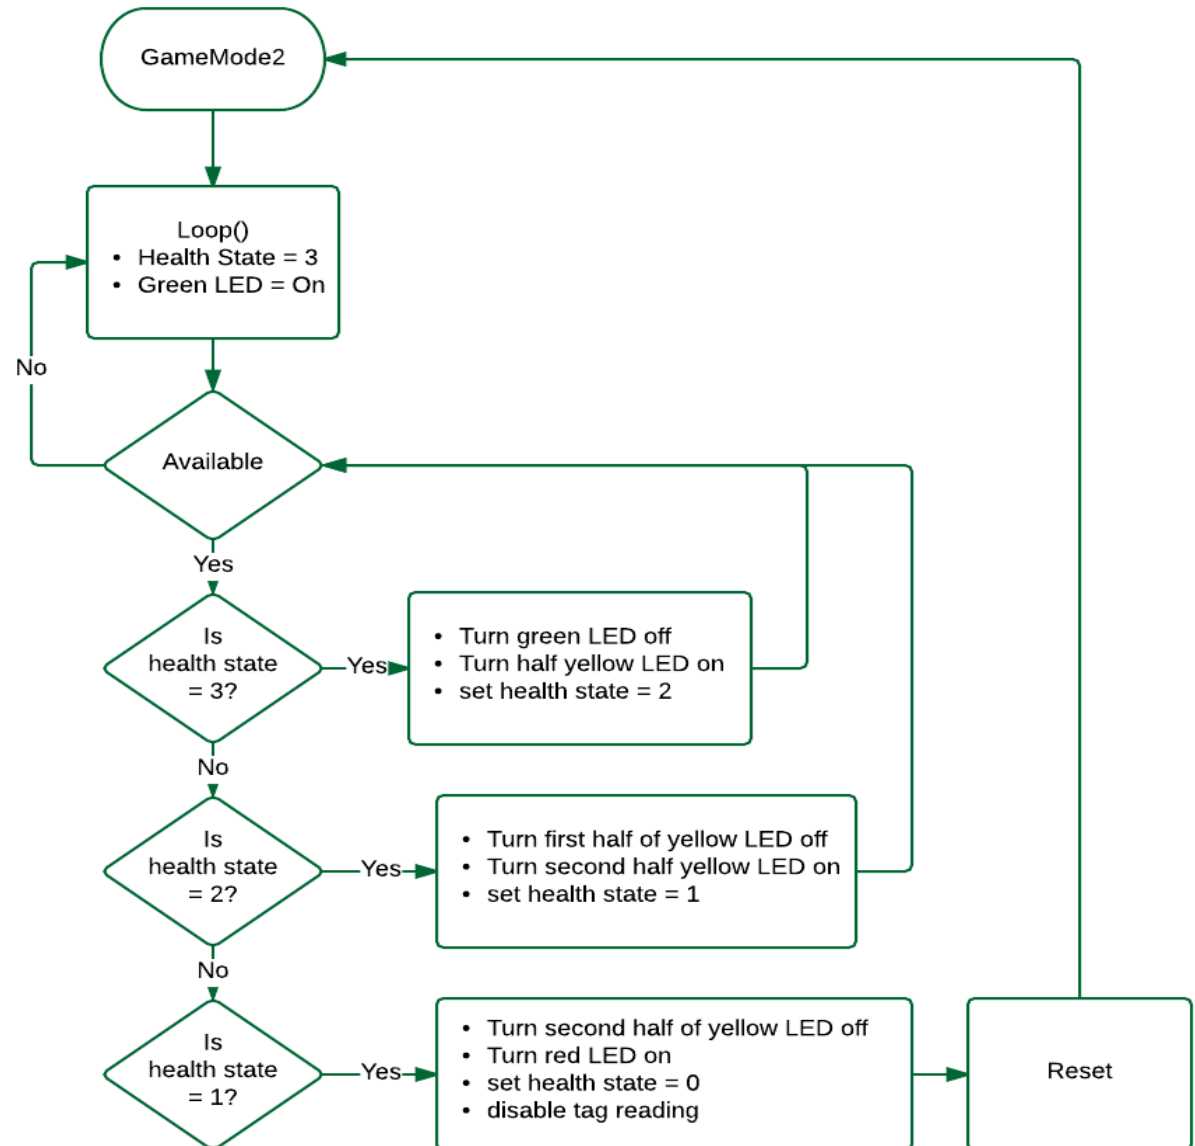 GameMode2
Loop()
• Health State = 3
• Green LED = On
No
Available
Yes
Is
health state
= 3?
Yes
• Turn green LED off
• Turn half yellow LED on
• set health state = 2
No
Is
health state
= 2?
Yes
• Turn first half of yellow LED off
• Turn second half yellow LED on
• set health state = 1
No
Is
health state
= 1?
Yes
• Turn second half of yellow LED off
• Turn red LED on
• set health state = 0
• disable tag reading
Reset